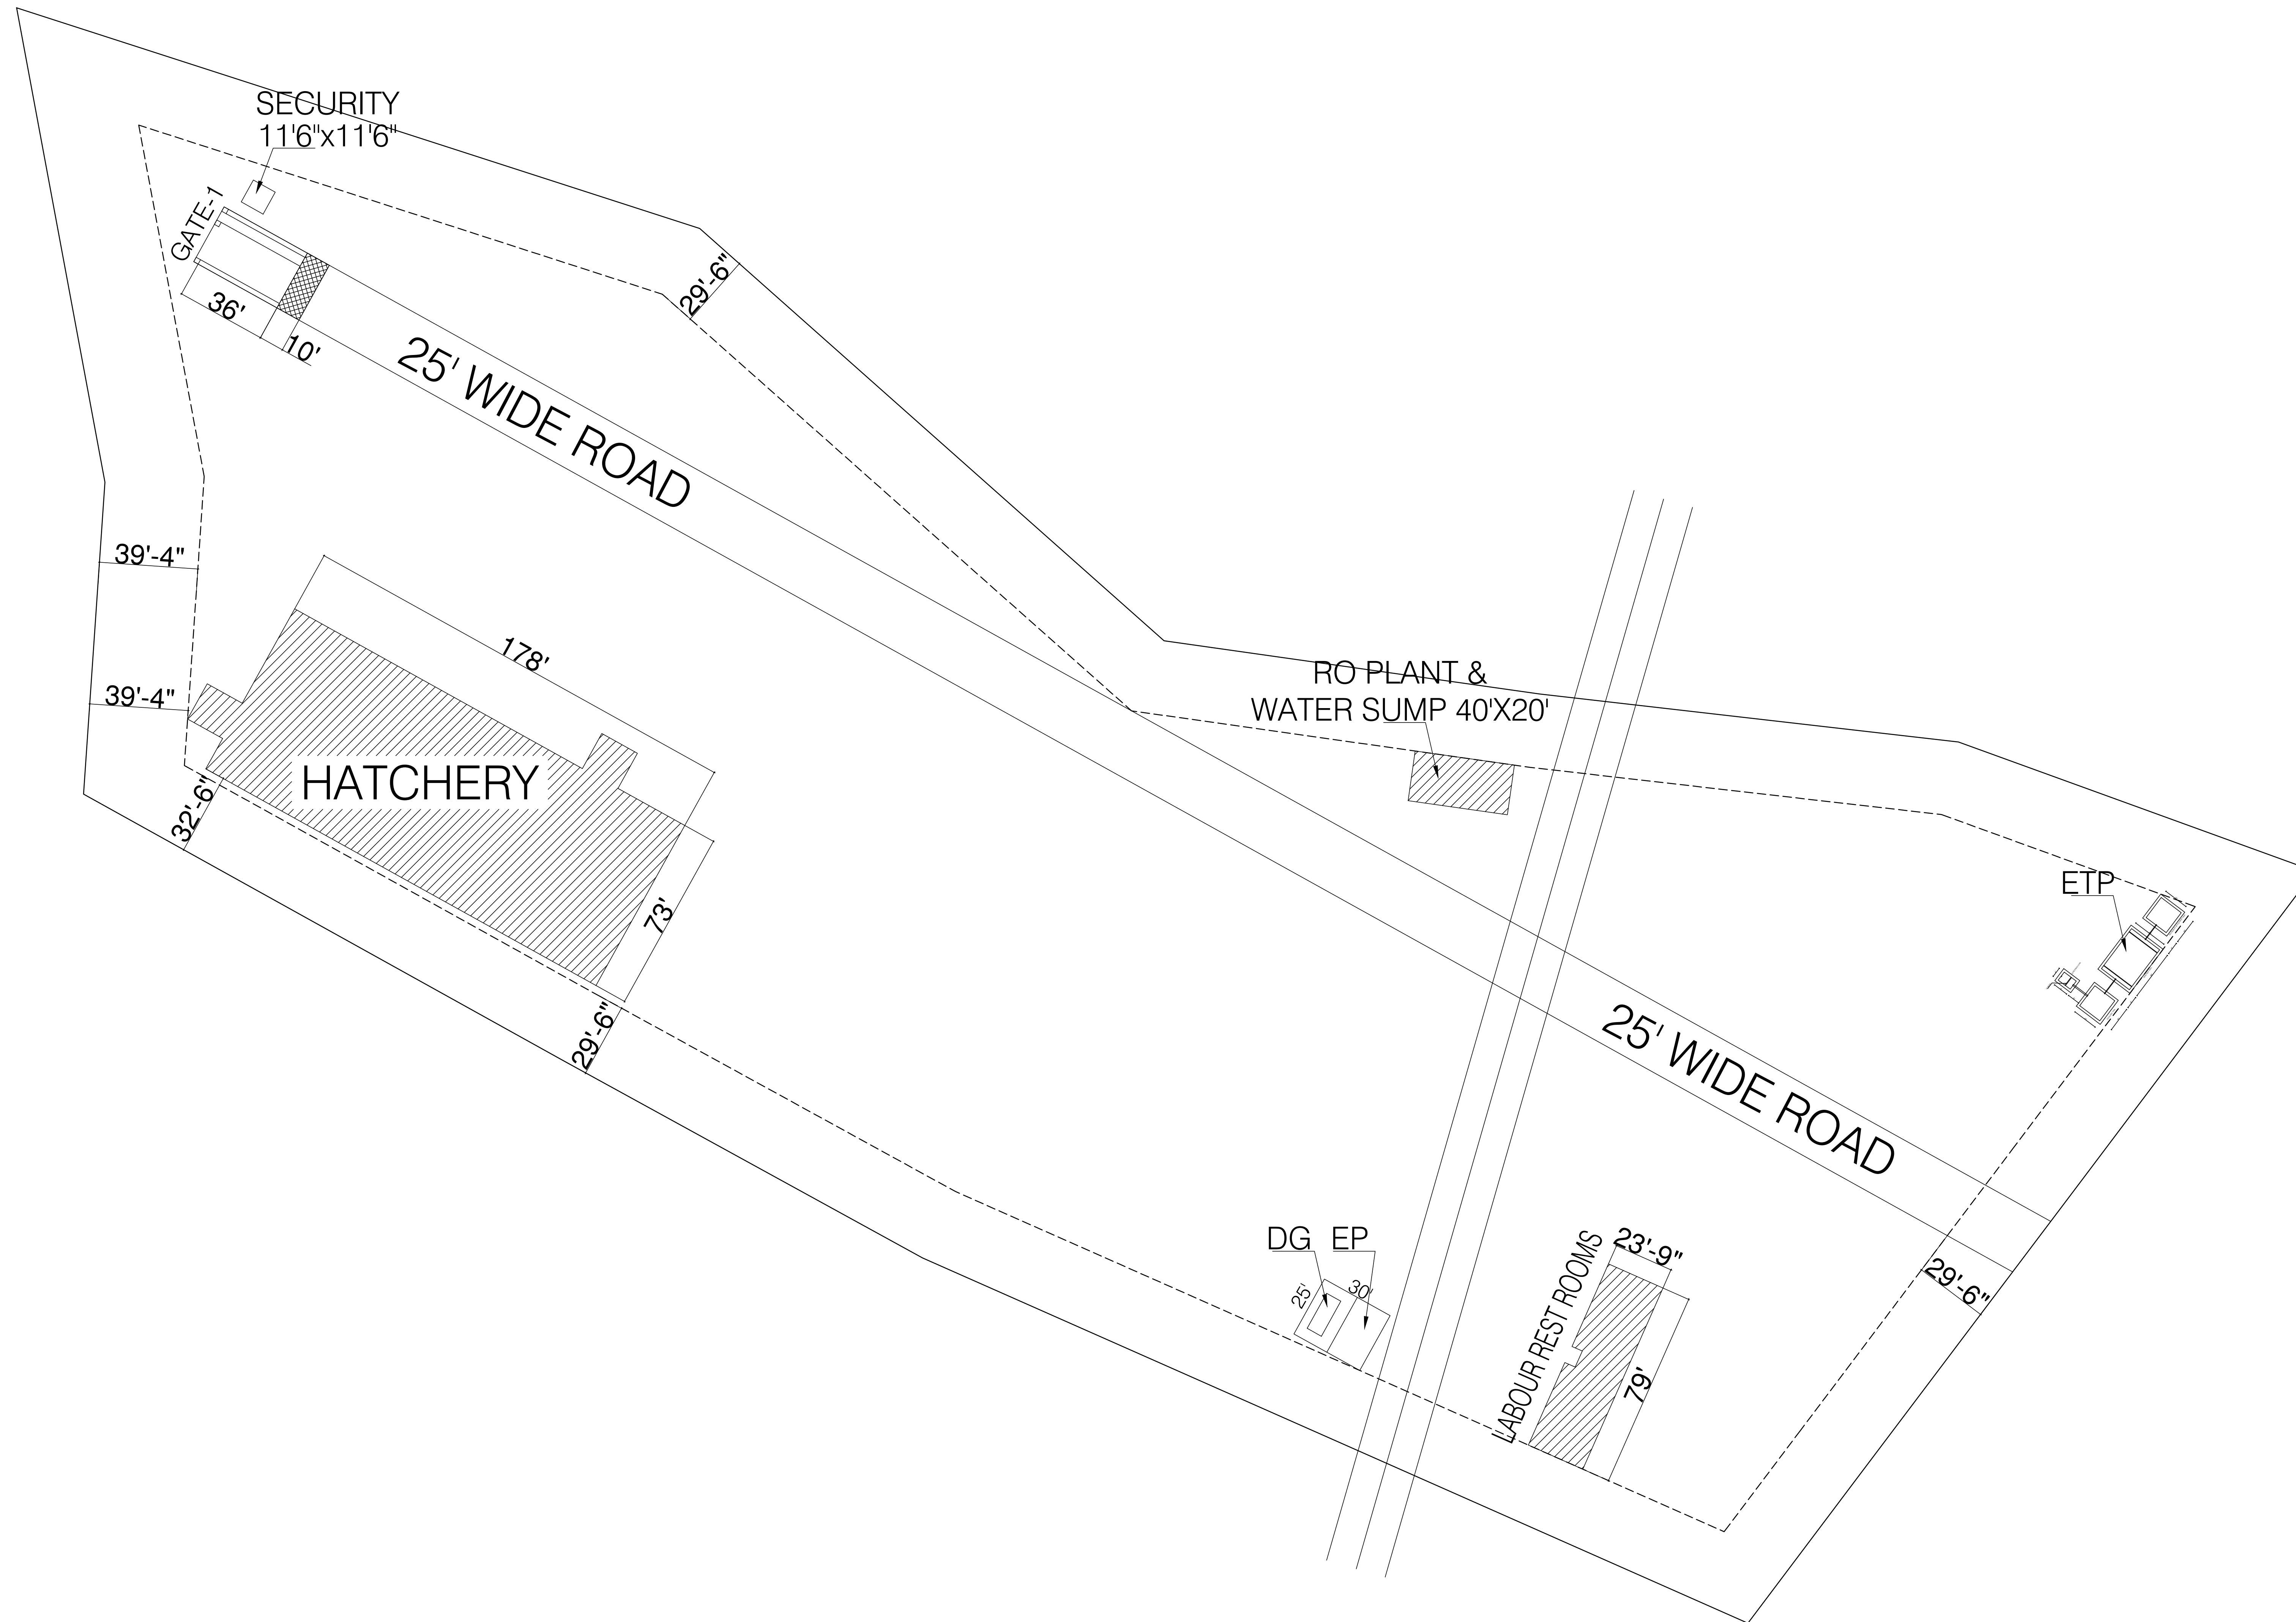 SECURITY
11'6"x11'6"
GATE-1
36'
10'
29'-6"
25' WIDE ROAD
39'-4"
178'
39'-4"
RO PLANT &
WATER SUMP 40'X20'
HATCHERY
32'-6"
73'
ETP
29'-6"
25' WIDE ROAD
DG EP
25'
30'
LABOUR REST ROOMS
23'-9"
79'
29'-6"